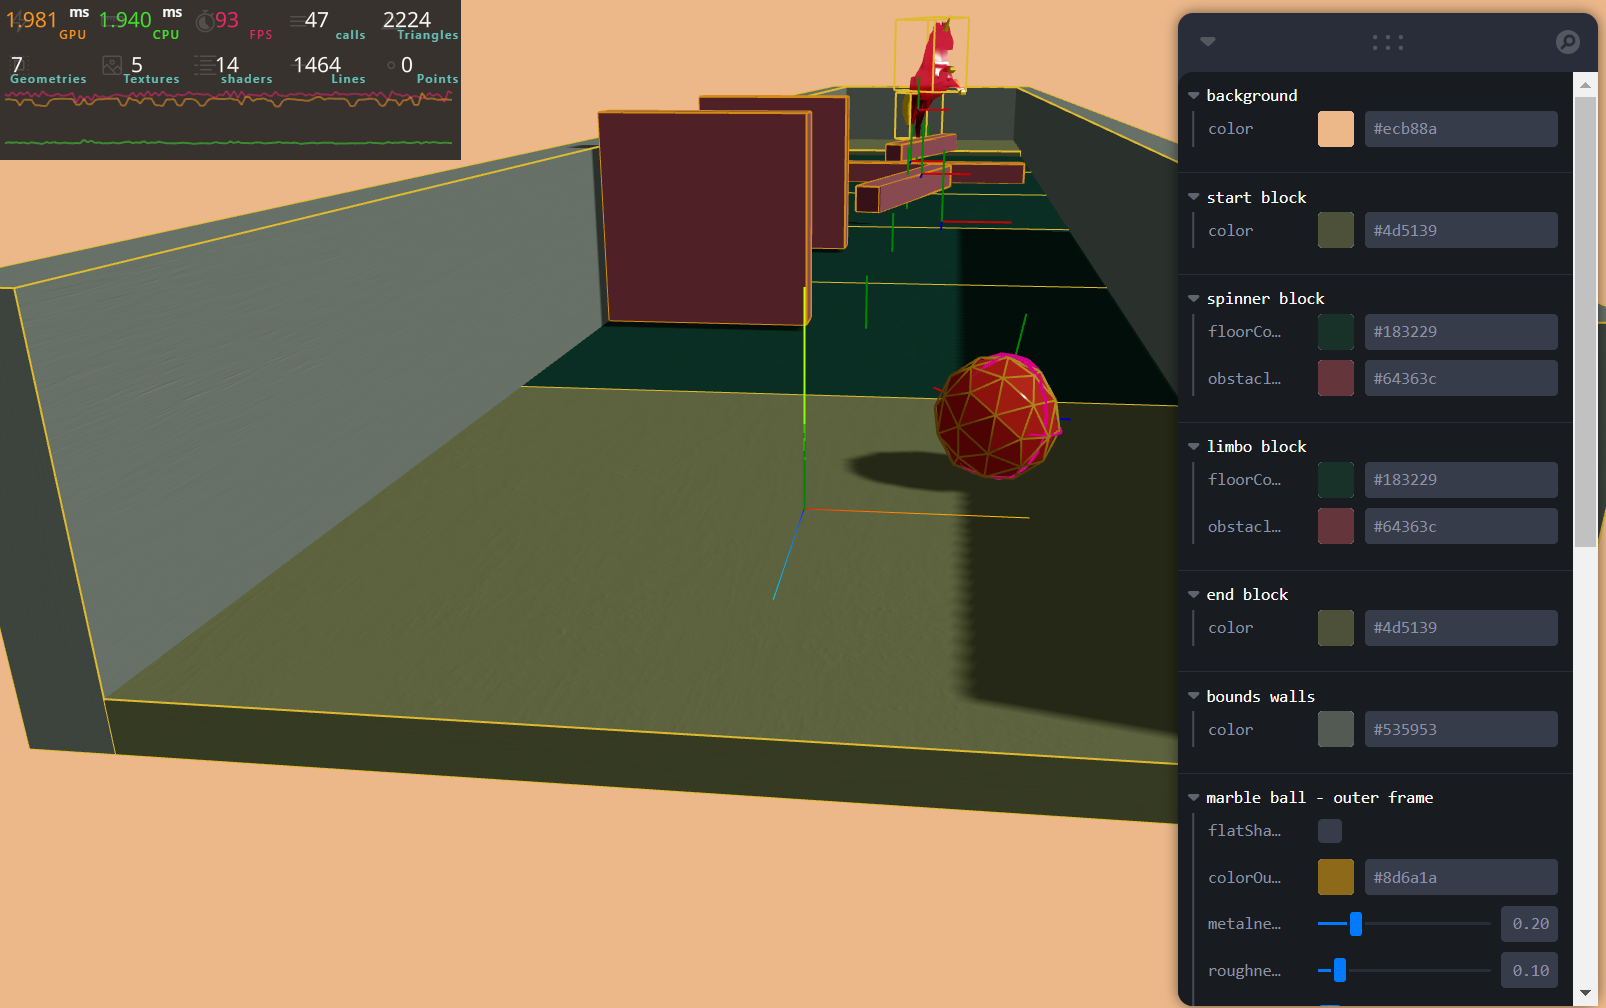 1.981 ms GPU 1.940 ms CPU 93 FPS 47 calls 2224 Triangles
7 Geometries 5 Textures 14 shaders 1464 Lines 0 Points
background
color #ecb88a
start block
color #4d5139
spinner block
floorCo… #183229
obstacl… #64363c
limbo block
floorCo… #183229
obstacl… #64363c
end block
color #4d5139
bounds walls
color #535953
marble ball - outer frame
flatSha…
colorOu… #8d6a1a
metalne… 0.20
roughne… 0.10